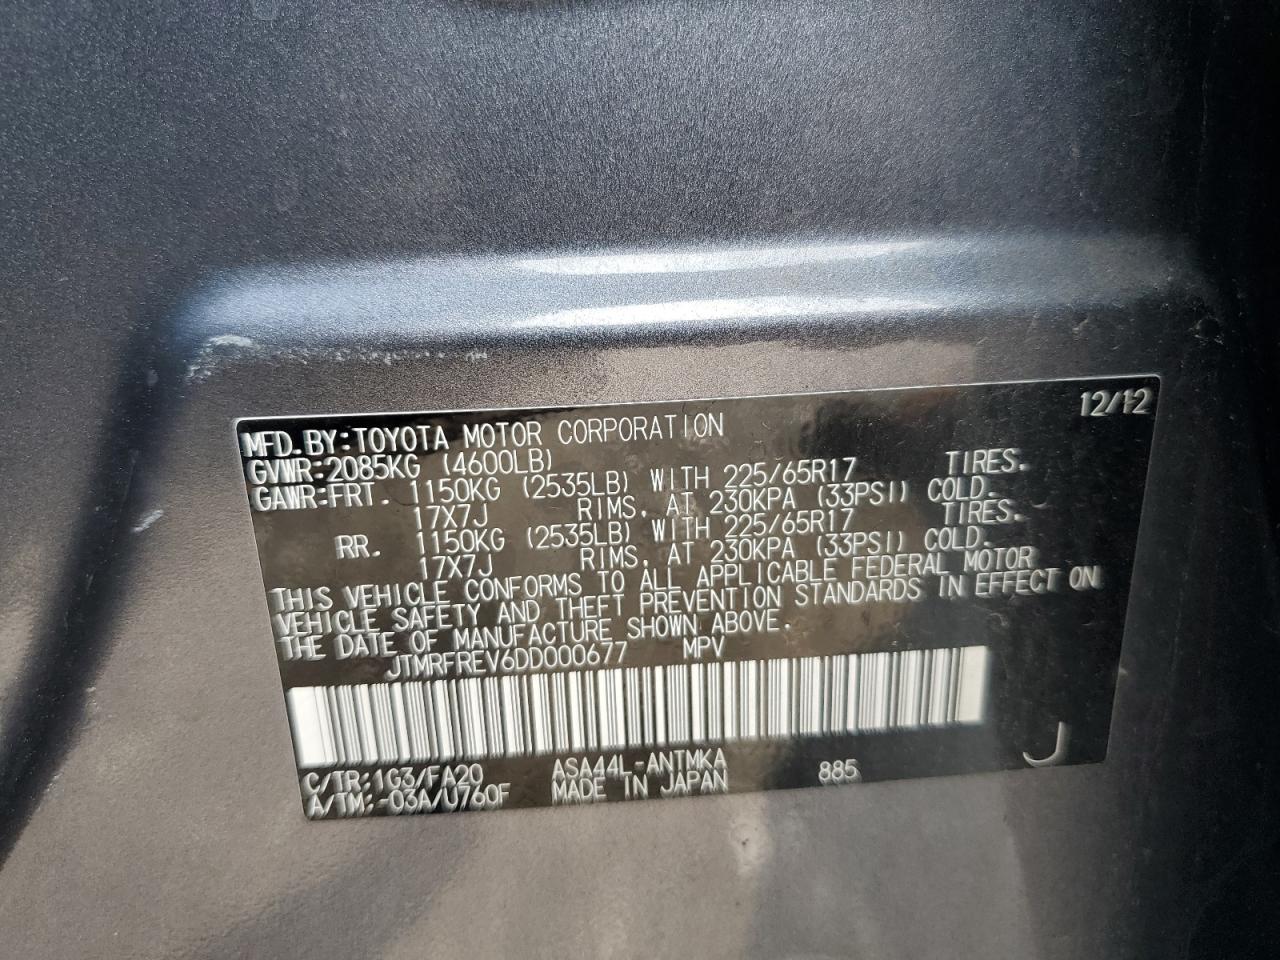 12/12
MFD.BY:TOYOTA MOTOR CORPORATION
GVWR:2085KG (4600LB)
GAWR:FRT. 1150KG (2535LB) WITH 225/65R17 TIRES.
17X7J RIMS, AT 230KPA (33PSI) COLD.
RR. 1150KG (2535LB) WITH 225/65R17 TIRES.
17X7J RIMS, AT 230KPA (33PSI) COLD.
THIS VEHICLE CONFORMS TO ALL APPLICABLE FEDERAL MOTOR
VEHICLE SAFETY AND THEFT PREVENTION STANDARDS IN EFFECT ON
THE DATE OF MANUFACTURE SHOWN ABOVE.
JTMRFREV6DD000677 MPV
C/TR:1G3/FA20 ASA44L-ANTMKA 885 J
A/TM:-03A/U760F MADE IN JAPAN